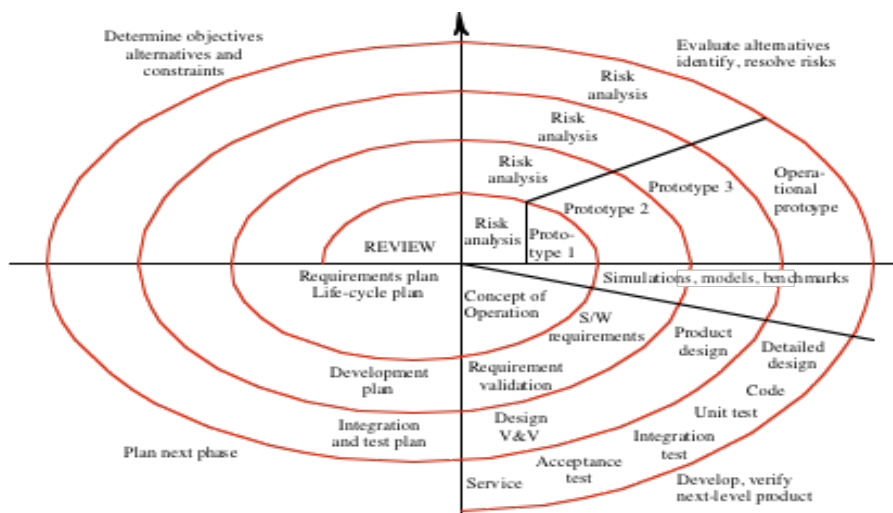 Determine objectives
alternatives and
constraints
Evaluate alternatives
identify, resolve risks
Risk
analysis
Risk
analysis
Risk
analysis
Risk
analysis
Opera-
tional
protoype
Prototype 3
Prototype 2
Proto-
type 1
REVIEW
Requirements plan
Life-cycle plan
Simulations, models, benchmarks
Concept of
Operation
S/W
requirements
Product
design
Detailed
design
Development
plan
Requirement
validation
Code
Unit test
Integration
and test plan
Design
V&V
Integration
test
Plan next phase
Acceptance
test
Service
Develop, verify
next-level product